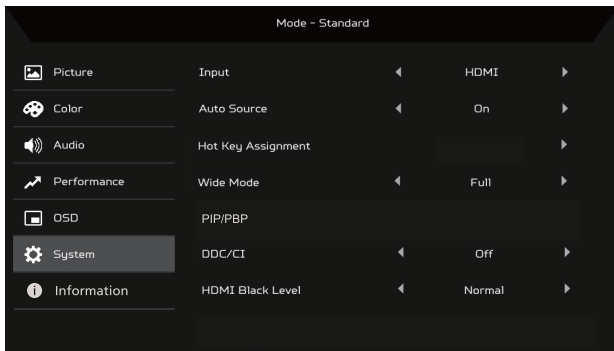 Mode - Standard
Picture
Input HDMI
Color
Auto Source On
Audio
Hot Key Assignment
Performance
Wide Mode Full
OSD
PIP/PBP
System
DDC/CI Off
Information
HDMI Black Level Normal